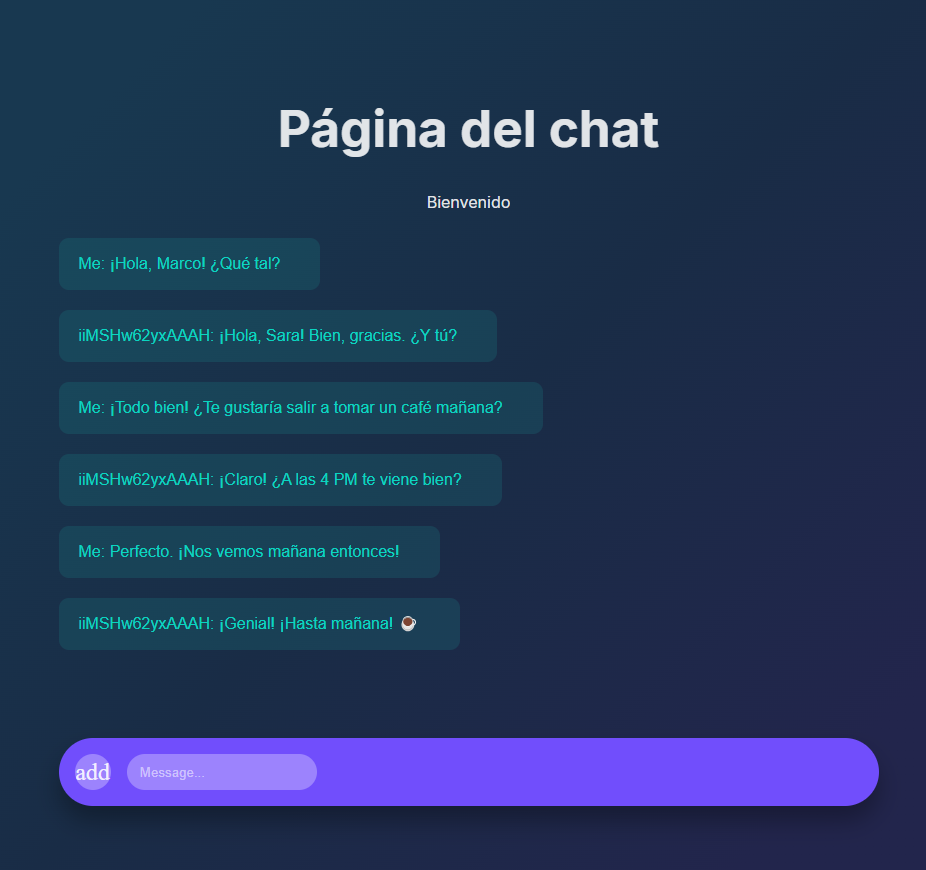 Página del chat
Bienvenido
Me: ¡Hola, Marco! ¿Qué tal?
iiMSHw62yxAAAH: ¡Hola, Sara! Bien, gracias. ¿Y tú?
Me: ¡Todo bien! ¿Te gustaría salir a tomar un café mañana?
iiMSHw62yxAAAH: ¡Claro! ¿A las 4 PM te viene bien?
Me: Perfecto. ¡Nos vemos mañana entonces!
iiMSHw62yxAAAH: ¡Genial! ¡Hasta mañana! ☕
add Message...